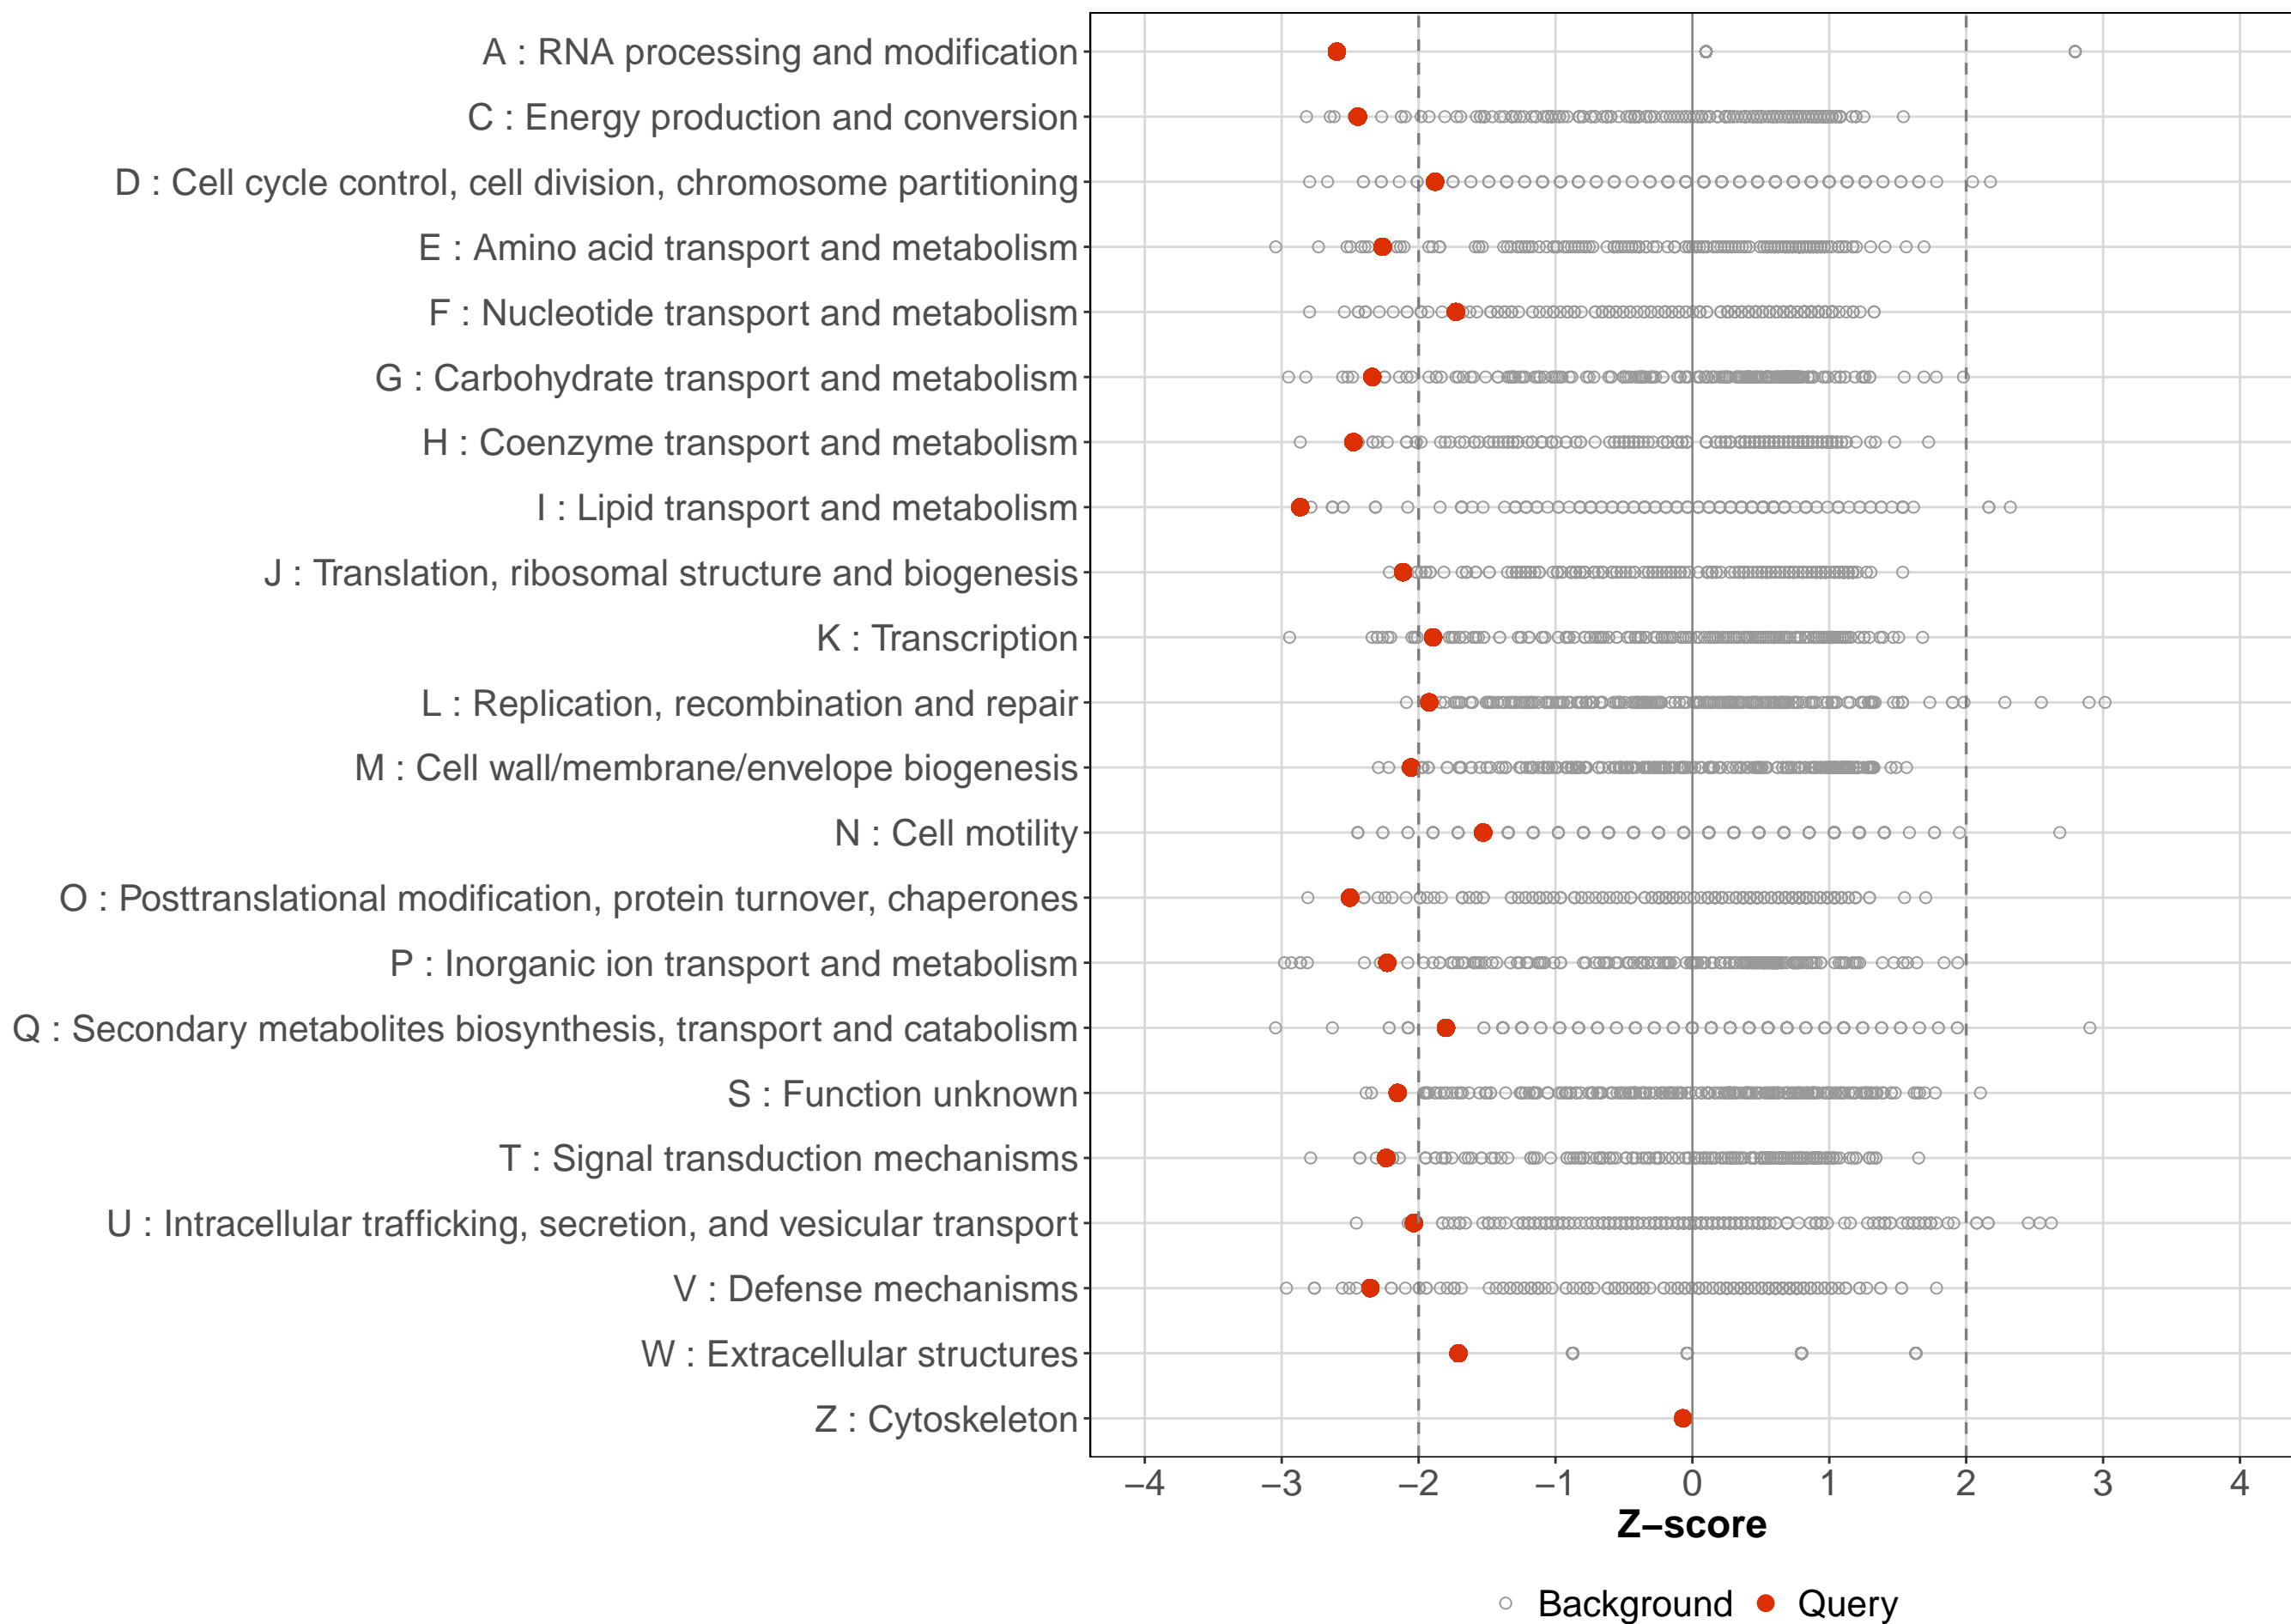 A : RNA processing and modification
C : Energy production and conversion
D : Cell cycle control, cell division, chromosome partitioning
E : Amino acid transport and metabolism
F : Nucleotide transport and metabolism
G : Carbohydrate transport and metabolism
H : Coenzyme transport and metabolism
I : Lipid transport and metabolism
J : Translation, ribosomal structure and biogenesis
K : Transcription
L : Replication, recombination and repair
M : Cell wall/membrane/envelope biogenesis
N : Cell motility
O : Posttranslational modification, protein turnover, chaperones
P : Inorganic ion transport and metabolism
Q : Secondary metabolites biosynthesis, transport and catabolism
S : Function unknown
T : Signal transduction mechanisms
U : Intracellular trafficking, secretion, and vesicular transport
V : Defense mechanisms
W : Extracellular structures
Z : Cytoskeleton
−4 −3 −2 −1 0 1 2 3 4
Z−score
Background Query